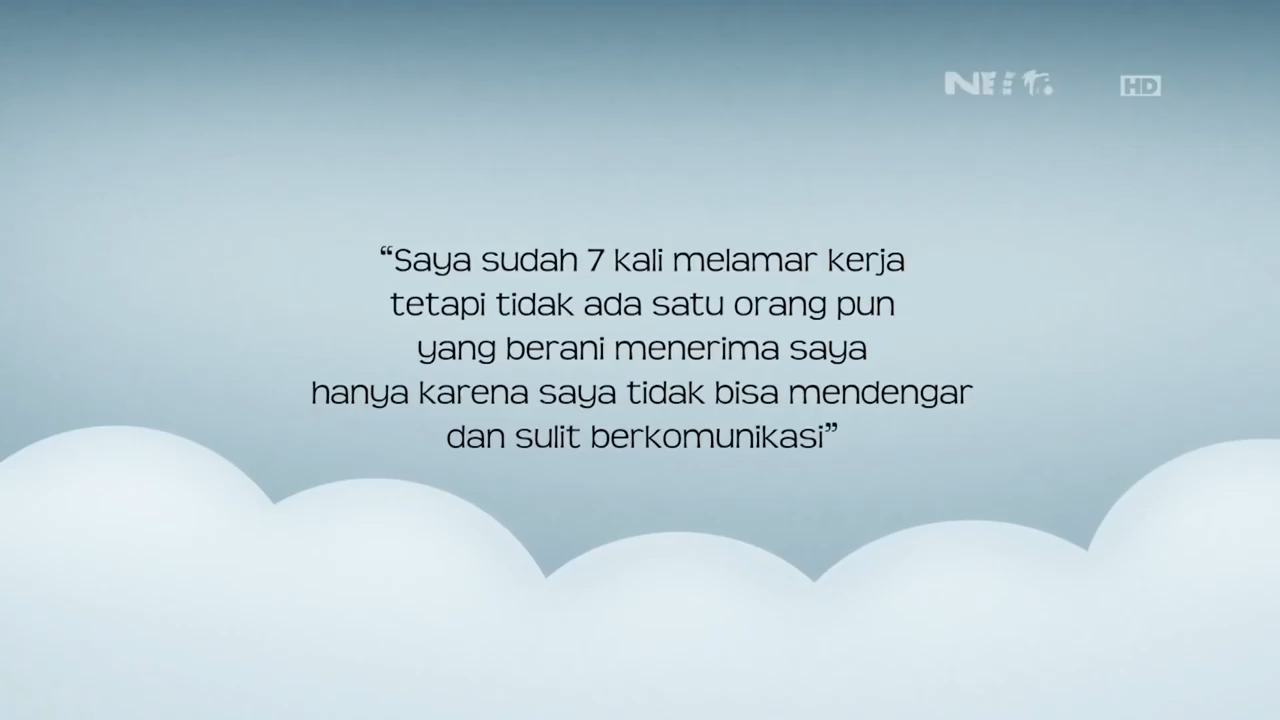 “Saya sudah 7 kali melamar kerja
tetapi tidak ada satu orang pun
yang berani menerima saya
hanya karena saya tidak bisa mendengar
dan sulit berkomunikasi”
HD